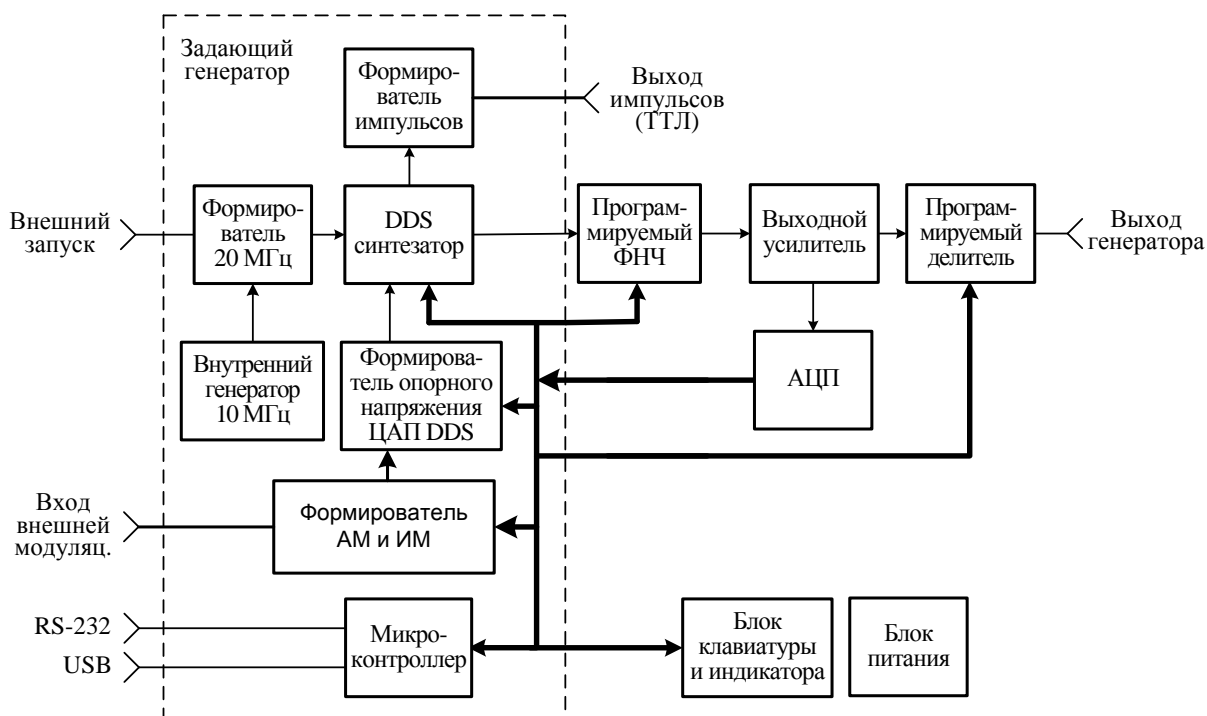 Задающий
генератор
Формиро-
ватель
импульсов
Выход
импульсов
(ТТЛ)
Внешний
запуск
Формиро-
ватель
20 МГц
DDS
синтезатор
Програм-
мируемый
ФНЧ
Выходной
усилитель
Програм-
мируемый
делитель
Выход
генератора
Внутренний
генератор
10 МГц
Формирова-
тель опорного
напряжения
ЦАП DDS
АЦП
Вход
внешней
модуляц.
Формирователь
АМ и ИМ
RS-232
USB
Микро-
контроллер
Блок
клавиатуры
и индикатора
Блок
питания